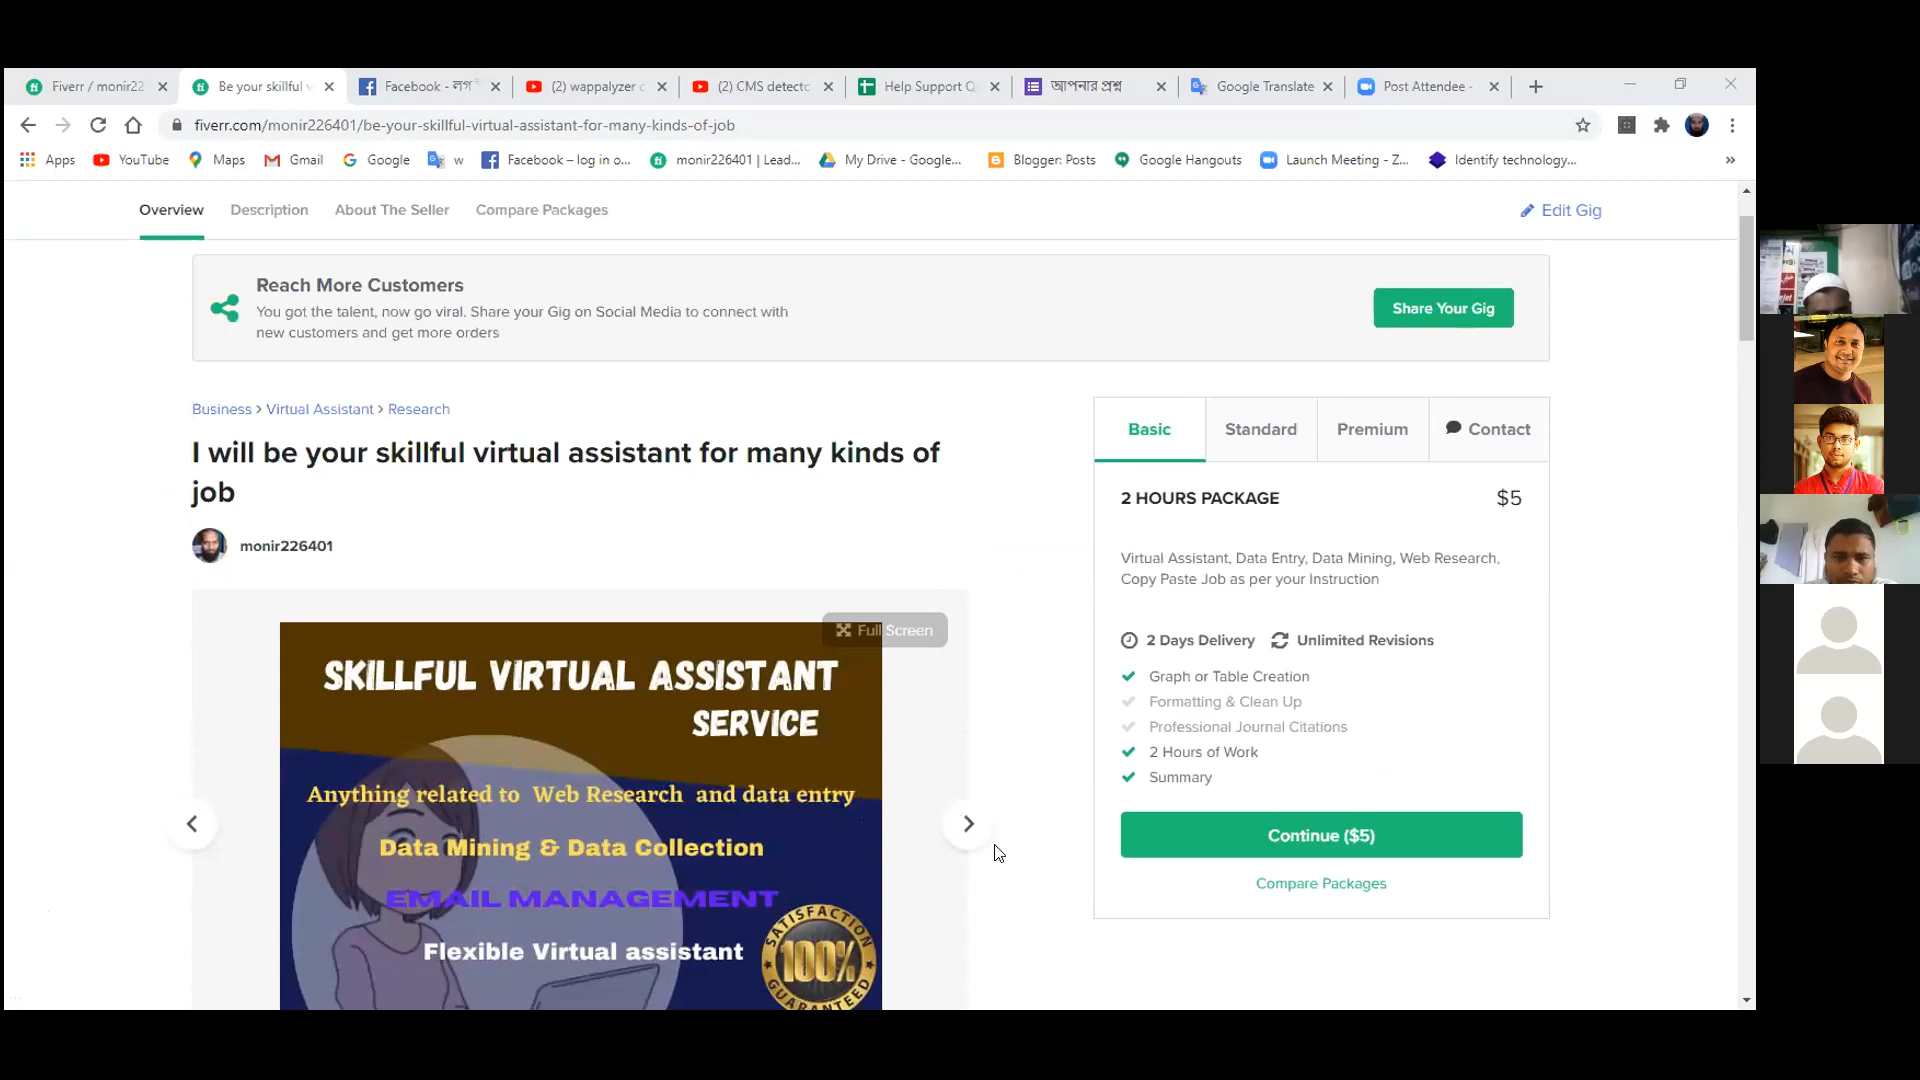 Fiverr / monir22
Be your skillful v
Facebook - লগ ই
(2) wappalyzer c
(2) CMS detectc
Help Support Q
আপনার প্রশ্ন
Google Translate
Post Attendee -
fiverr.com/monir226401/be-your-skillful-virtual-assistant-for-many-kinds-of-job
Apps
YouTube
Maps
Gmail
Google
w
Facebook – log in o...
monir226401 | Lead...
My Drive - Google...
Blogger: Posts
Google Hangouts
Launch Meeting - Z...
Identify technology...
Overview
Description
About The Seller
Compare Packages
Edit Gig
Reach More Customers
You got the talent, now go viral. Share your Gig on Social Media to connect with
new customers and get more orders
Share Your Gig
Business > Virtual Assistant > Research
I will be your skillful virtual assistant for many kinds of
job
monir226401
Full Screen
SKILLFUL VIRTUAL ASSISTANT
SERVICE
Anything related to Web Research and data entry
Data Mining & Data Collection
EMAIL MANAGEMENT
Flexible Virtual assistant
SATISFACTION
100%
GUARANTEED
Basic
Standard
Premium
Contact
2 HOURS PACKAGE
$5
Virtual Assistant, Data Entry, Data Mining, Web Research,
Copy Paste Job as per your Instruction
2 Days Delivery
Unlimited Revisions
Graph or Table Creation
Formatting & Clean Up
Professional Journal Citations
2 Hours of Work
Summary
Continue ($5)
Compare Packages